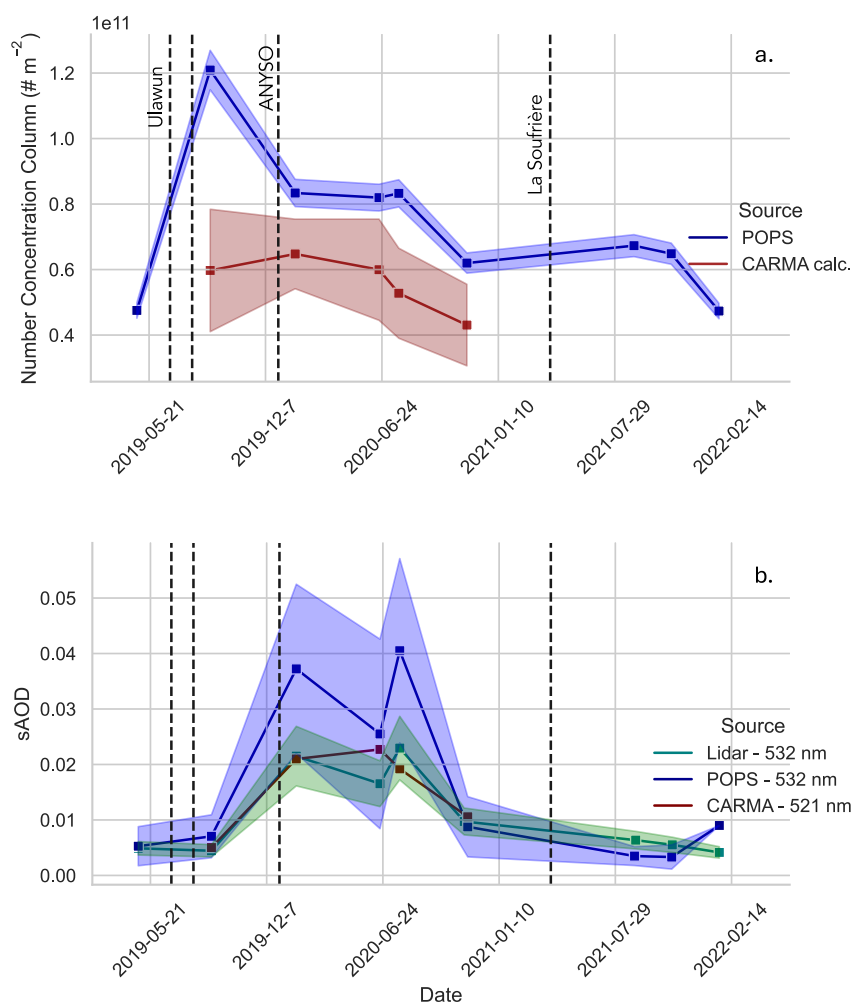 1e11
a.
Number Concentration Column (# m⁻²)
1.2
1.0
0.8
0.6
0.4
Ulawun
ANYSO
La Soufrière
Source
POPS
CARMA calc.
2019-05-21
2019-12-7
2020-06-24
2021-01-10
2021-07-29
2022-02-14
b.
sAOD
0.05
0.04
0.03
0.02
0.01
0.00
Source
Lidar - 532 nm
POPS - 532 nm
CARMA - 521 nm
2019-05-21
2019-12-7
2020-06-24
2021-01-10
2021-07-29
2022-02-14
Date